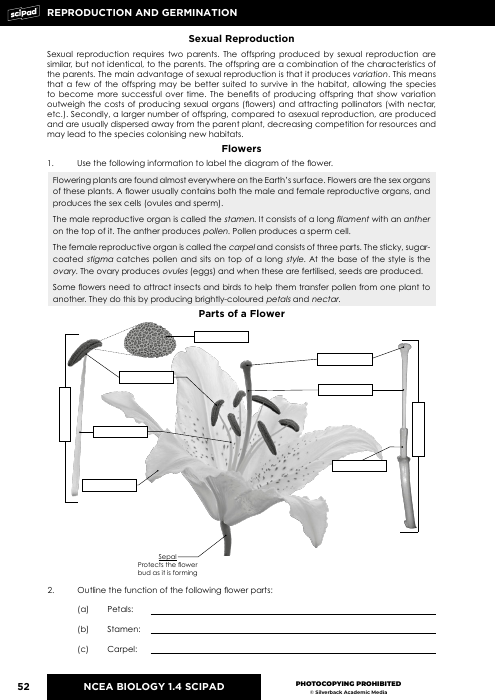 scipad
REPRODUCTION AND GERMINATION
Sexual Reproduction
Sexual reproduction requires two parents. The offspring produced by sexual reproduction are
similar, but not identical, to the parents. The offspring are a combination of the characteristics of
the parents. The main advantage of sexual reproduction is that it produces variation. This means
that a few of the offspring may be better suited to survive in the habitat, allowing the species
to become more successful over time. The benefits of producing offspring that show variation
outweigh the costs of producing sexual organs (flowers) and attracting pollinators (with nectar,
etc.). Secondly, a larger number of offspring, compared to asexual reproduction, are produced
and are usually dispersed away from the parent plant, decreasing competition for resources and
may lead to the species colonising new habitats.
Flowers
1. Use the following information to label the diagram of the flower.
Flowering plants are found almost everywhere on the Earth's surface. Flowers are the sex organs
of these plants. A flower usually contains both the male and female reproductive organs, and
produces the sex cells (ovules and sperm).
The male reproductive organ is called the stamen. It consists of a long filament with an anther
on the top of it. The anther produces pollen. Pollen produces a sperm cell.
The female reproductive organ is called the carpel and consists of three parts. The sticky, sugar-
coated stigma catches pollen and sits on top of a long style. At the base of the style is the
ovary. The ovary produces ovules (eggs) and when these are fertilised, seeds are produced.
Some flowers need to attract insects and birds to help them transfer pollen from one plant to
another. They do this by producing brightly-coloured petals and nectar.
Parts of a Flower
Sepal
Protects the flower
bud as it is forming
2. Outline the function of the following flower parts:
(a) Petals:
(b) Stamen:
(c) Carpel:
52
NCEA BIOLOGY 1.4 SCIPAD
PHOTOCOPYING PROHIBITED
© Silverback Academic Media